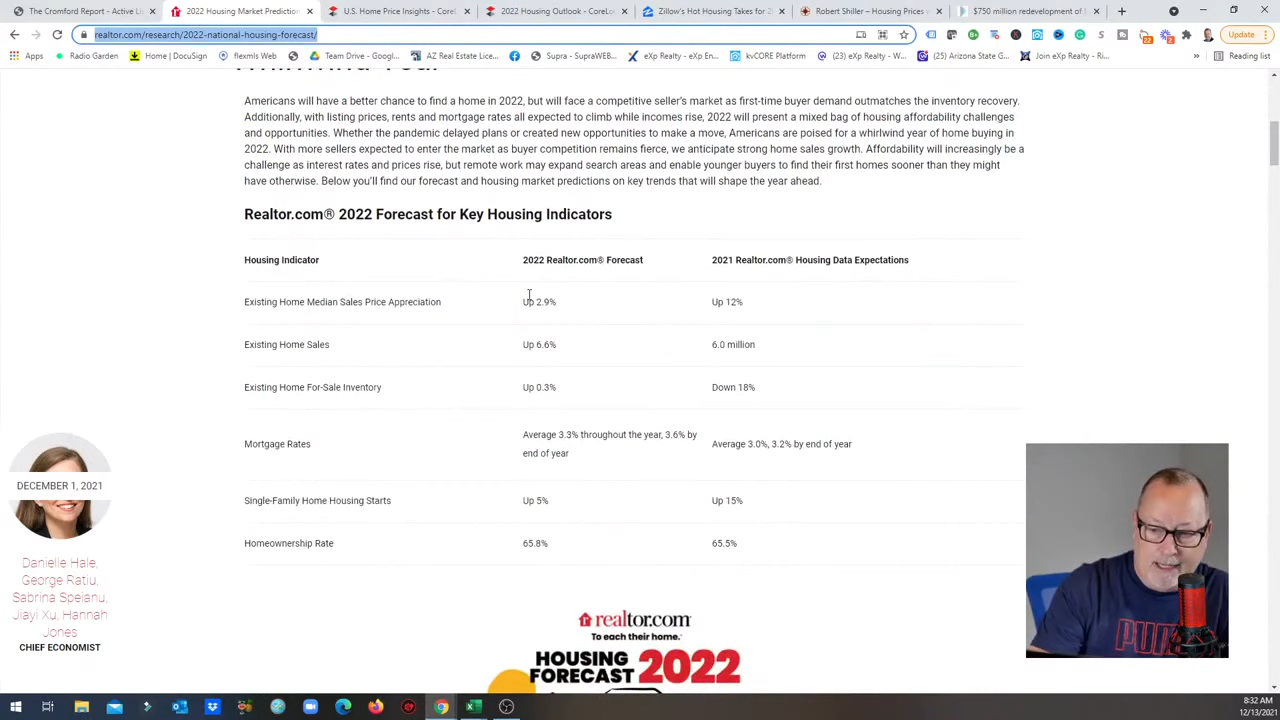 The Cromford Report - Active Li
2022 Housing Market Prediction
U.S. Home Price Insights - CoreL
2022 Housing Outlook - CoreLo
Zillow's Hot Housing Takes for 2
Robert Shiller – Housing Prices
$750 million redevelopment of
realtor.com/research/2022-national-housing-forecast/
Update
Apps
Radio Garden
Home | DocuSign
flexmls Web
Team Drive - Googl...
AZ Real Estate Lice...
Supra - SupraWEB...
eXp Realty - eXp En...
kvCORE Platform
(23) eXp Realty - W...
(25) Arizona State G...
Join eXp Realty - Ri...
Reading list
Americans will have a better chance to find a home in 2022, but will face a competitive seller's market as first-time buyer demand outmatches the inventory recovery.
Additionally, with listing prices, rents and mortgage rates all expected to climb while incomes rise, 2022 will present a mixed bag of housing affordability challenges
and opportunities. Whether the pandemic delayed plans or created new opportunities to make a move, Americans are poised for a whirlwind year of home buying in
2022. With more sellers expected to enter the market as buyer competition remains fierce, we anticipate strong home sales growth. Affordability will increasingly be a
challenge as interest rates and prices rise, but remote work may expand search areas and enable younger buyers to find their first homes sooner than they might
have otherwise. Below you'll find our forecast and housing market predictions on key trends that will shape the year ahead.
Realtor.com® 2022 Forecast for Key Housing Indicators
Housing Indicator 2022 Realtor.com® Forecast 2021 Realtor.com® Housing Data Expectations
Existing Home Median Sales Price Appreciation Up 2.9% Up 12%
Existing Home Sales Up 6.6% 6.0 million
Existing Home For-Sale Inventory Up 0.3% Down 18%
Mortgage Rates Average 3.3% throughout the year, 3.6% by Average 3.0%, 3.2% by end of year
end of year
Single-Family Home Housing Starts Up 5% Up 15%
Homeownership Rate 65.8% 65.5%
DECEMBER 1, 2021
Danielle Hale,
George Ratiu,
Sabrina Speianu,
Jiayi Xu, Hannah
Jones
CHIEF ECONOMIST
realtor.com®
To each their home.
HOUSING
FORECAST 2022
PUM
8:32 AM
12/13/2021